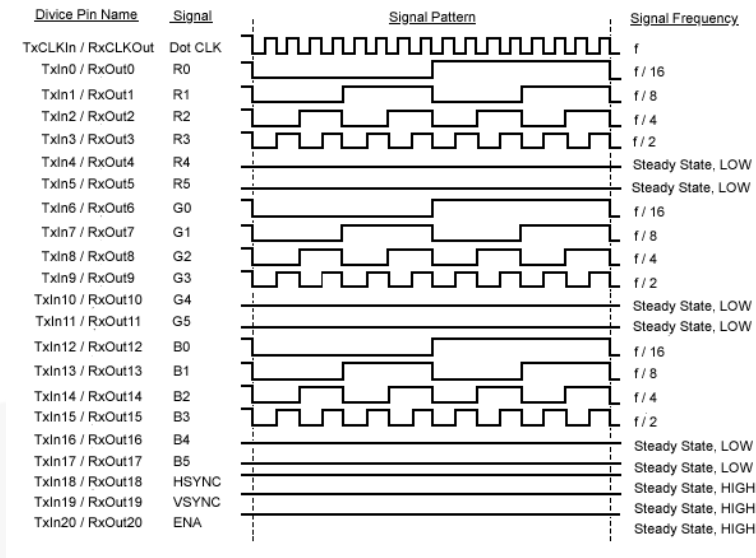 Divice Pin Name Signal Signal Pattern Signal Frequency
TxCLKIn / RxCLKOut Dot CLK f
TxIn0 / RxOut0 R0 f / 16
TxIn1 / RxOut1 R1 f / 8
TxIn2 / RxOut2 R2 f / 4
TxIn3 / RxOut3 R3 f / 2
TxIn4 / RxOut4 R4 Steady State, LOW
TxIn5 / RxOut5 R5 Steady State, LOW
TxIn6 / RxOut6 G0 f / 16
TxIn7 / RxOut7 G1 f / 8
TxIn8 / RxOut8 G2 f / 4
TxIn9 / RxOut9 G3 f / 2
TxIn10 / RxOut10 G4 Steady State, LOW
TxIn11 / RxOut11 G5 Steady State, LOW
TxIn12 / RxOut12 B0 f / 16
TxIn13 / RxOut13 B1 f / 8
TxIn14 / RxOut14 B2 f / 4
TxIn15 / RxOut15 B3 f / 2
TxIn16 / RxOut16 B4 Steady State, LOW
TxIn17 / RxOut17 B5 Steady State, LOW
TxIn18 / RxOut18 HSYNC Steady State, HIGH
TxIn19 / RxOut19 VSYNC Steady State, HIGH
TxIn20 / RxOut20 ENA Steady State, HIGH